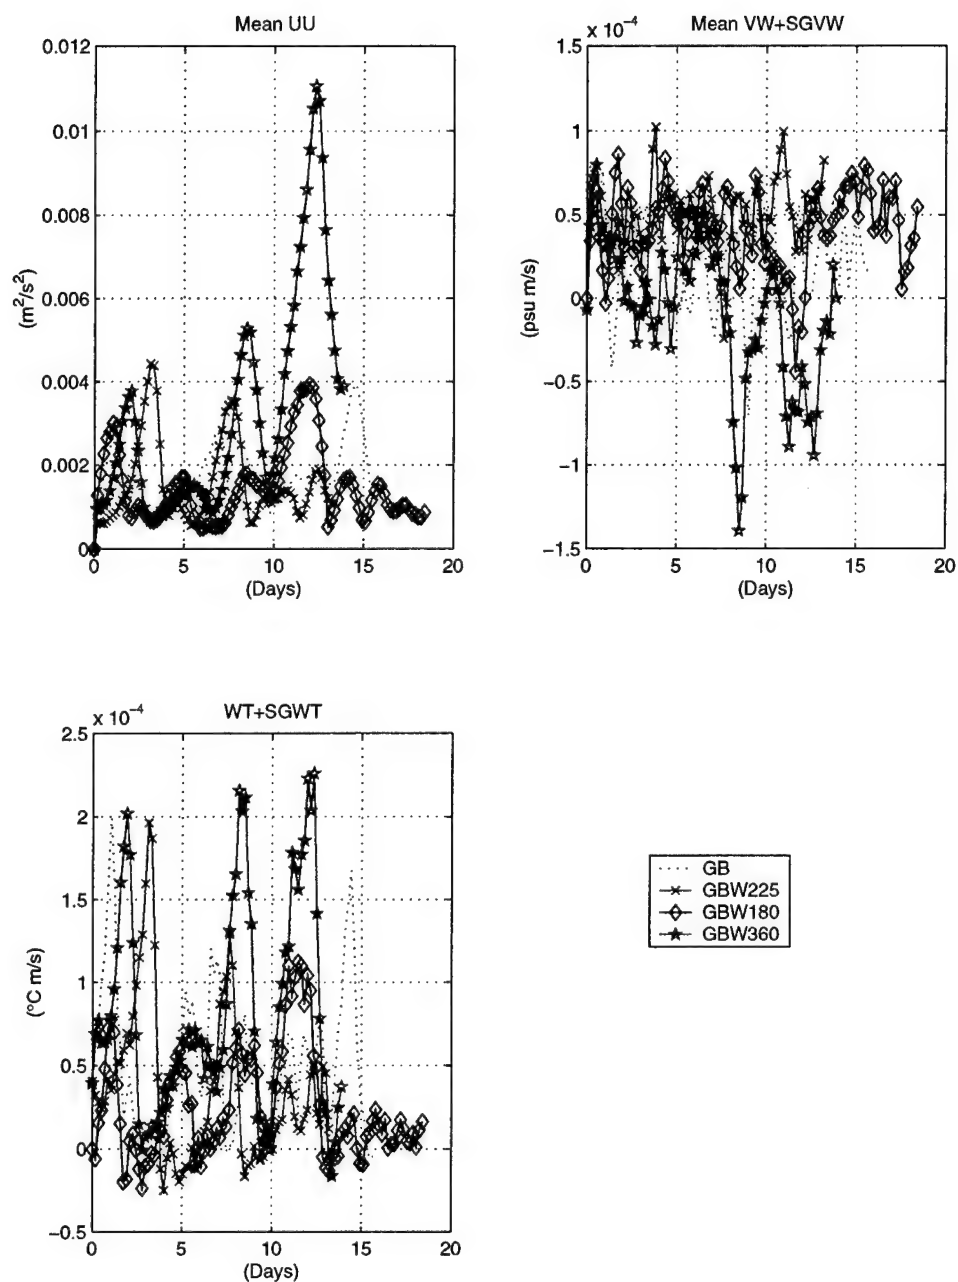 Mean UU
0.012
0.01
0.008
0.006
0.004
0.002
0
(m²/s²)
0 5 10 15 20
(Days)
x 10⁻⁴ Mean VW+SGVW
1.5
1
0.5
0
−0.5
−1
−1.5
(psu m/s)
0 5 10 15 20
(Days)
x 10⁻⁴ WT+SGWT
2.5
2
1.5
1
0.5
0
−0.5
(°C m/s)
0 5 10 15 20
(Days)
GB
GBW225
GBW180
GBW360